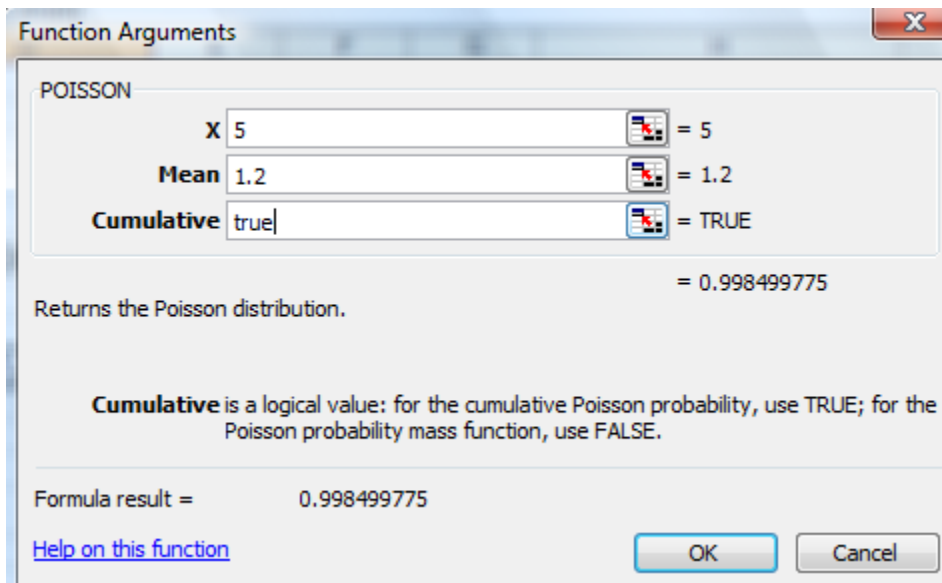 Function Arguments
POISSON
X 5 = 5
Mean 1.2 = 1.2
Cumulative true = TRUE
= 0.998499775
Returns the Poisson distribution.
Cumulative is a logical value: for the cumulative Poisson probability, use TRUE; for the
Poisson probability mass function, use FALSE.
Formula result = 0.998499775
Help on this function OK Cancel